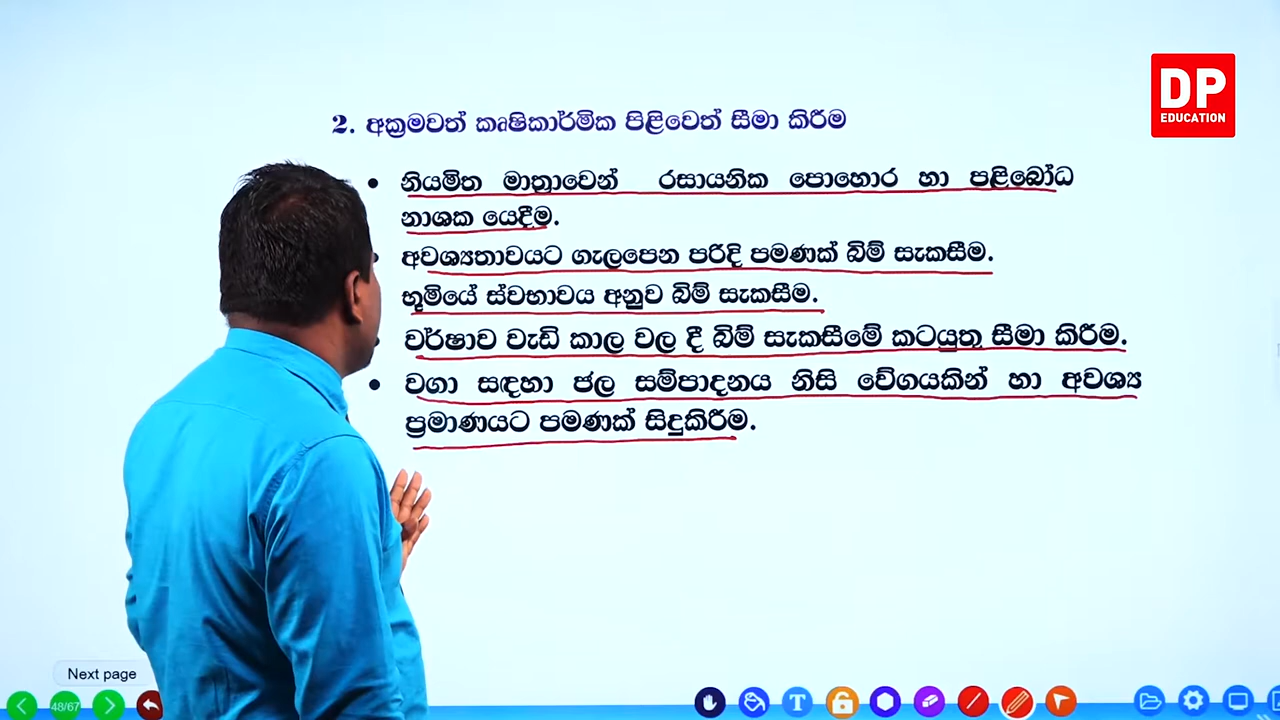 DP
EDUCATION
2. අක්‍රමවත් කෘෂිකාර්මික පිළිවෙත් සීමා කිරීම
• නියමිත මාත්‍රාවෙන් රසායනික පොහොර හා පළිබෝධ
නාශක යෙදීම.
අවශ්‍යතාවයට ගැලපෙන පරිදි පමණක් බිම් සැකසීම.
භූමියේ ස්වභාවය අනුව බිම් සැකසීම.
වර්ෂාව වැඩි කාල වල දී බිම් සැකසීමේ කටයුතු සීමා කිරීම.
• වගා සඳහා ජල සම්පාදනය නිසි වේගයකින් හා අවශ්‍ය
ප්‍රමාණයට පමණක් සිදුකිරීම.
Next page
48/67